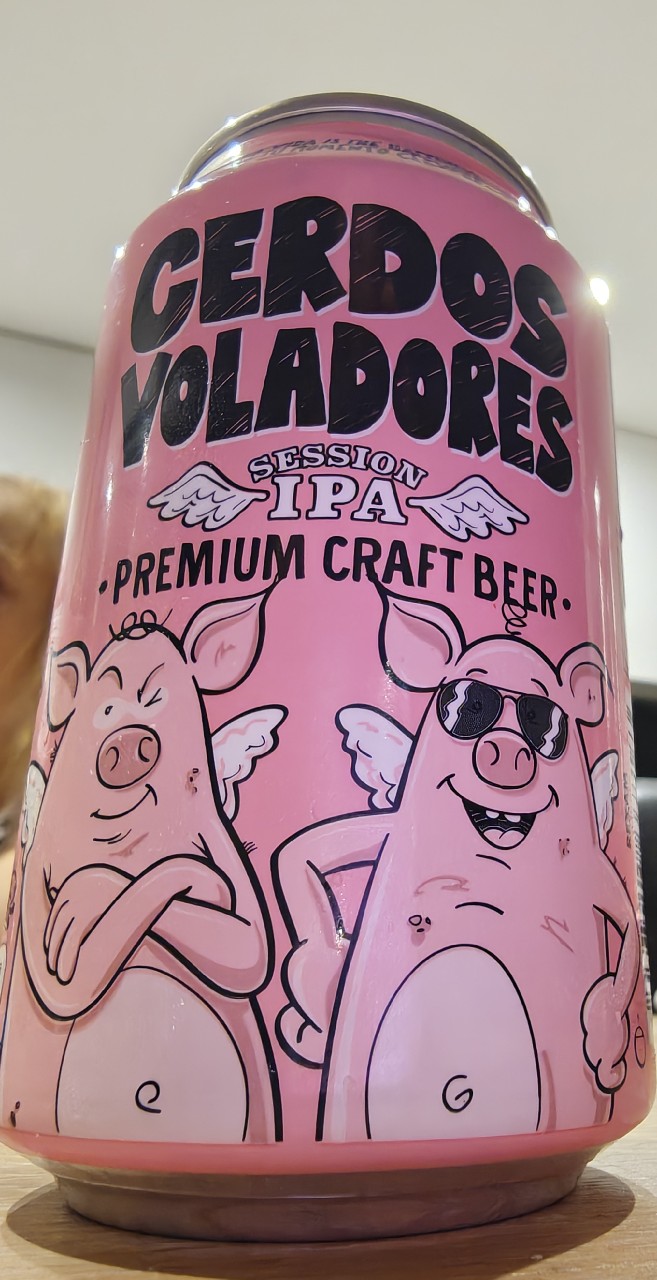 CERDOS
VOLADORES
SESSION
IPA
·PREMIUM CRAFT BEER·